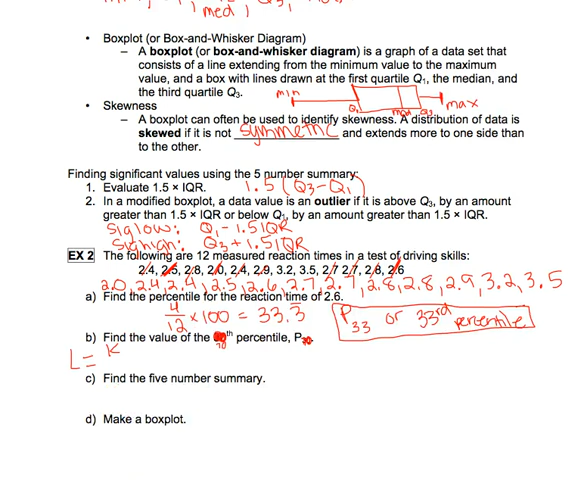 med , Q3,
• Boxplot (or Box-and-Whisker Diagram)
– A boxplot (or box-and-whisker diagram) is a graph of a data set that
consists of a line extending from the minimum value to the maximum
value, and a box with lines drawn at the first quartile Q₁, the median, and
the third quartile Q₃.
min Q1 med Q3 max
• Skewness
– A boxplot can often be used to identify skewness. A distribution of data is
skewed if it is not symmetric and extends more to one side than
to the other.
Finding significant values using the 5 number summary:
1. Evaluate 1.5 × IQR. 1.5(Q3-Q1)
2. In a modified boxplot, a data value is an outlier if it is above Q₃, by an amount
greater than 1.5 × IQR or below Q₁, by an amount greater than 1.5 × IQR.
Sig low: Q1 - 1.5IQR
Sig high: Q3 + 1.5IQR
EX 2 The following are 12 measured reaction times in a test of driving skills:
2.4, 2.5, 2.8, 2.0, 2.4, 2.9, 3.2, 3.5, 2.7 2.7, 2.8, 2.6
2.0, 2.4, 2.4, 2.5, 2.6, 2.7, 2.7, 2.8, 2.8, 2.9, 3.2, 3.5
a) Find the percentile for the reaction time of 2.6.
4/12 × 100 = 33.3̅ P33 or 33rd percentile
b) Find the value of the th percentile, P
L = K
c) Find the five number summary.
d) Make a boxplot.